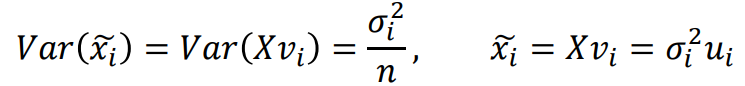 Var(x̃ᵢ) = Var(Xvᵢ) = σᵢ²/n, x̃ᵢ = Xvᵢ = σᵢ²uᵢ